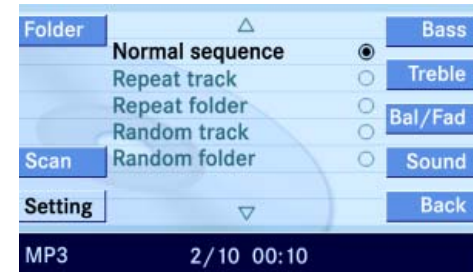 Folder
Bass
Normal sequence
Repeat track
Treble
Repeat folder
Bal/Fad
Random track
Scan
Random folder
Sound
Setting
Back
MP3 2/10 00:10